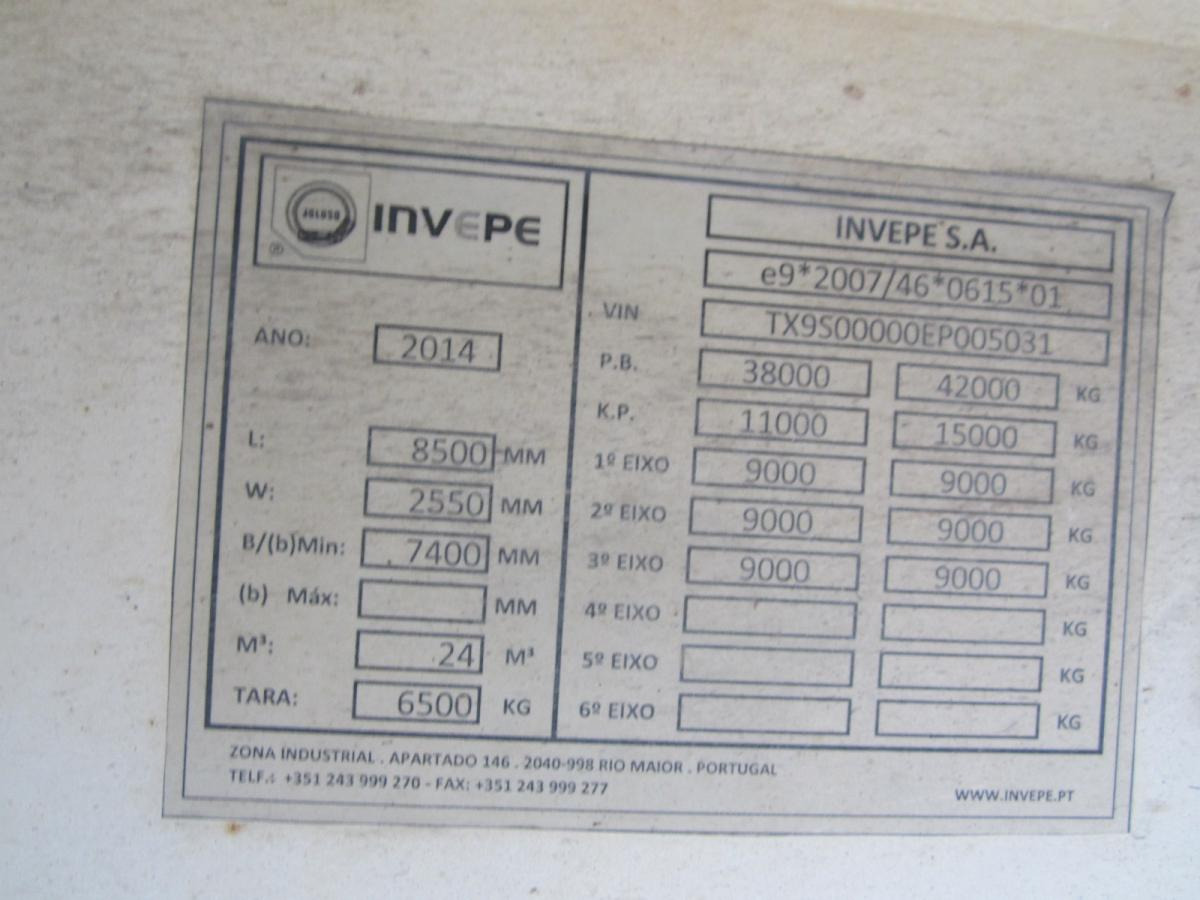 JOLUSO
®
INVEPE
ANO: 2014
L: 8500 MM
W: 2550 MM
B/(b)Min: 7400 MM
(b) Máx: MM
M³: 24 M³
TARA: 6500 KG
INVEPE S.A.
e9*2007/46*0615*01
VIN TX9S00000EP005031
P.B. 38000 42000 KG
K.P. 11000 15000 KG
1º EIXO 9000 9000 KG
2º EIXO 9000 9000 KG
3º EIXO 9000 9000 KG
4º EIXO KG
5º EIXO KG
6º EIXO KG
ZONA INDUSTRIAL . APARTADO 146 . 2040-998 RIO MAIOR . PORTUGAL
TELF.: +351 243 999 270 - FAX: +351 243 999 277
WWW.INVEPE.PT